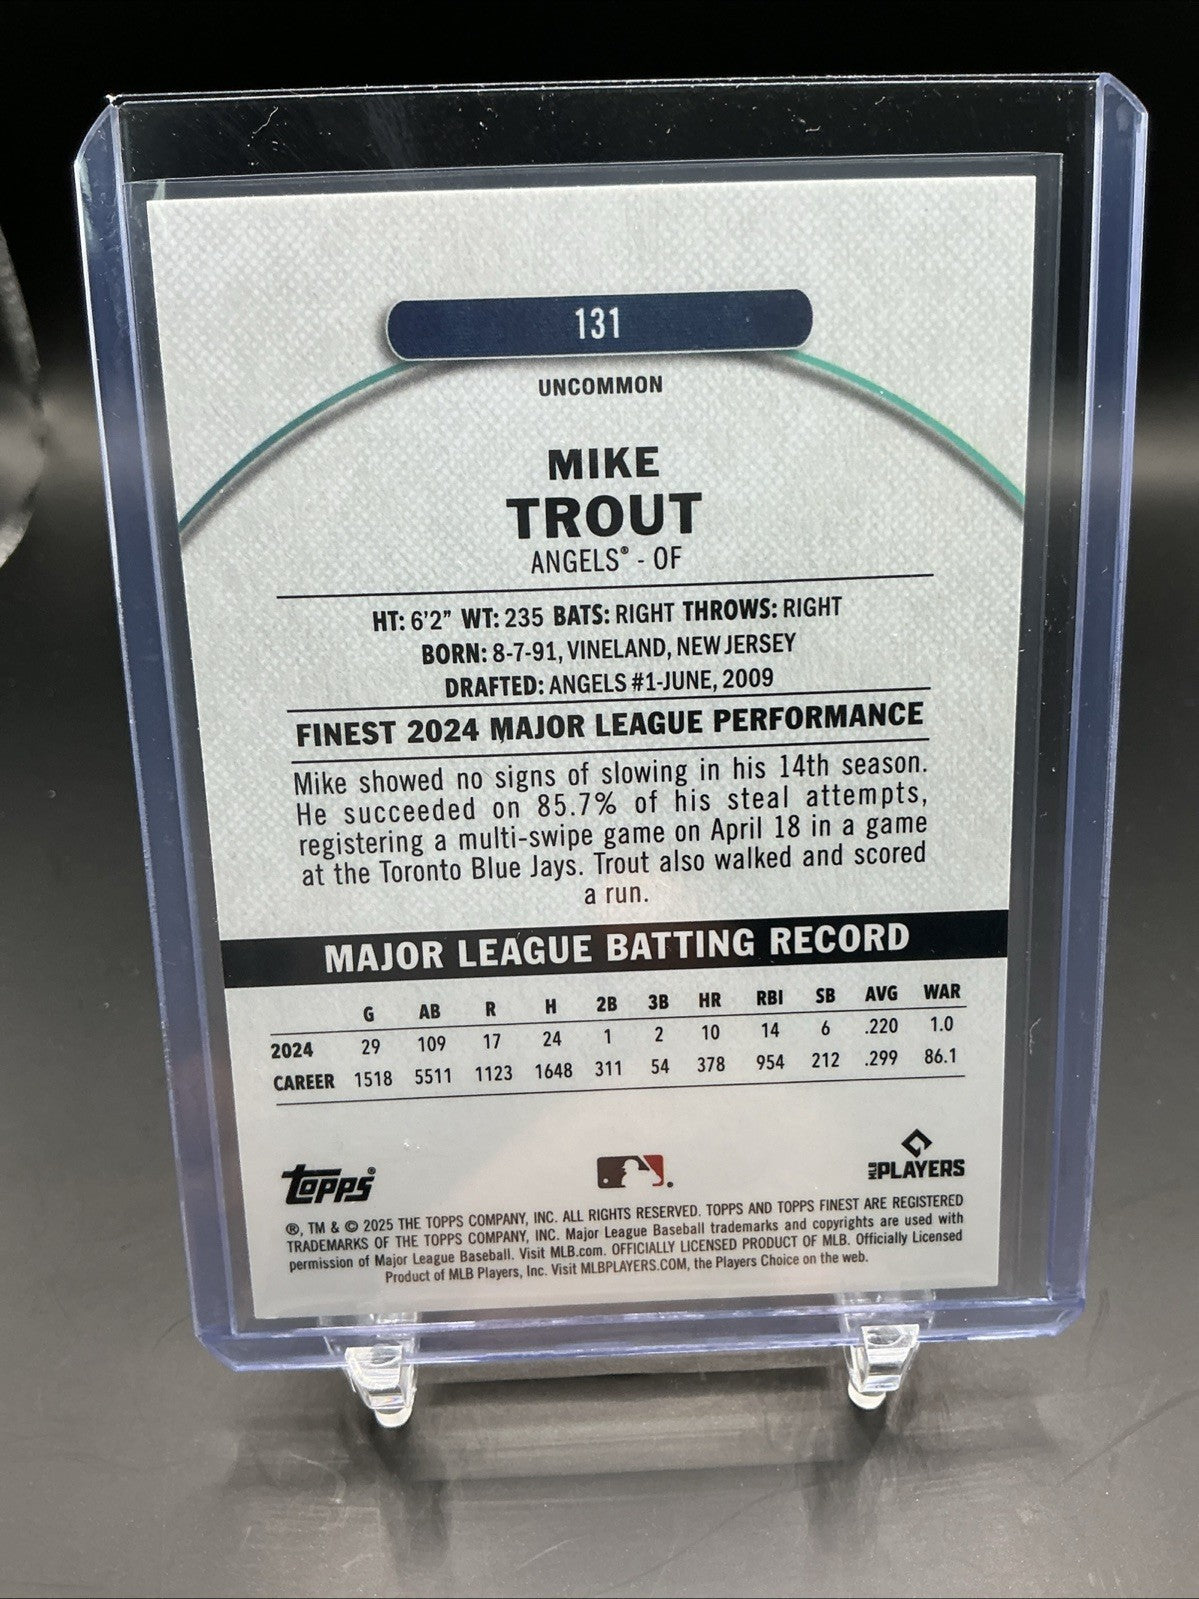 131
UNCOMMON
MIKE
TROUT
ANGELS® - OF
HT: 6'2" WT: 235 BATS: RIGHT THROWS: RIGHT
BORN: 8-7-91, VINELAND, NEW JERSEY
DRAFTED: ANGELS #1-JUNE, 2009
FINEST 2024 MAJOR LEAGUE PERFORMANCE
Mike showed no signs of slowing in his 14th season.
He succeeded on 85.7% of his steal attempts,
registering a multi-swipe game on April 18 in a game
at the Toronto Blue Jays. Trout also walked and scored
a run.
MAJOR LEAGUE BATTING RECORD
G AB R H 2B 3B HR RBI SB AVG WAR
2024 29 109 17 24 1 2 10 14 6 .220 1.0
CAREER 1518 5511 1123 1648 311 54 378 954 212 .299 86.1
Topps®
MLB PLAYERS
®, TM & © 2025 THE TOPPS COMPANY, INC. ALL RIGHTS RESERVED. TOPPS AND TOPPS FINEST ARE REGISTERED
TRADEMARKS OF THE TOPPS COMPANY, INC. Major League Baseball trademarks and copyrights are used with
permission of Major League Baseball. Visit MLB.com. OFFICIALLY LICENSED PRODUCT OF MLB. Officially Licensed
Product of MLB Players, Inc. Visit MLBPLAYERS.COM, the Players Choice on the web.